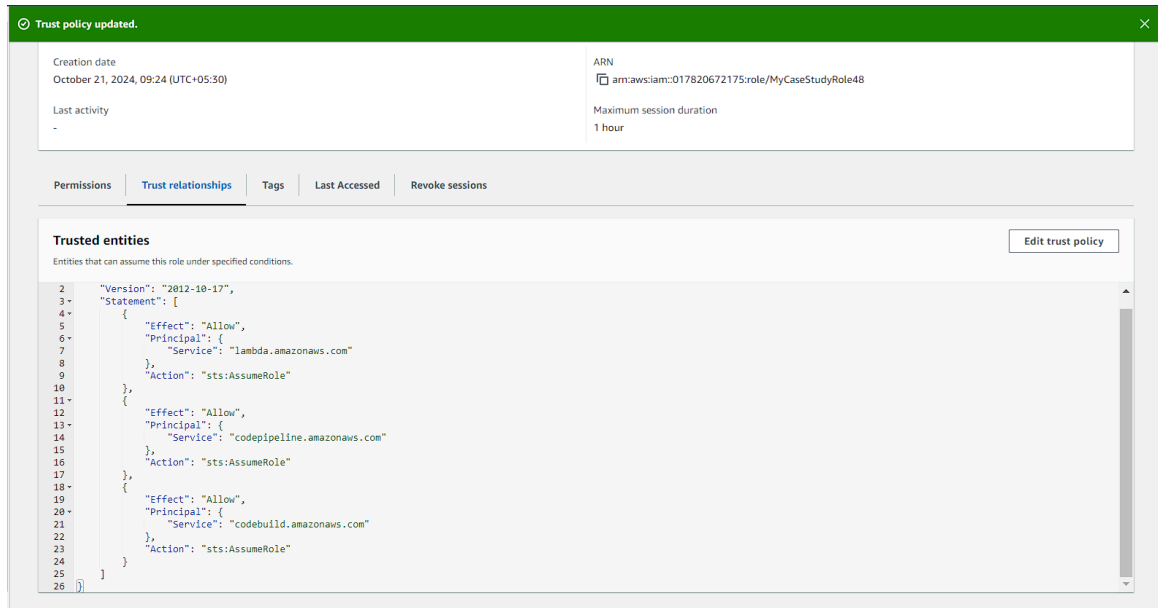 Trust policy updated.
Creation date
October 21, 2024, 09:24 (UTC+05:30)
ARN
arn:aws:iam::017820672175:role/MyCaseStudyRole48
Last activity
-
Maximum session duration
1 hour
Permissions Trust relationships Tags Last Accessed Revoke sessions
Trusted entities
Edit trust policy
Entities that can assume this role under specified conditions.
2 "Version": "2012-10-17",
3 "Statement": [
4 {
5 "Effect": "Allow",
6 "Principal": {
7 "Service": "lambda.amazonaws.com"
8 },
9 "Action": "sts:AssumeRole"
10 },
11 {
12 "Effect": "Allow",
13 "Principal": {
14 "Service": "codepipeline.amazonaws.com"
15 },
16 "Action": "sts:AssumeRole"
17 },
18 {
19 "Effect": "Allow",
20 "Principal": {
21 "Service": "codebuild.amazonaws.com"
22 },
23 "Action": "sts:AssumeRole"
24 }
25 ]
26 }